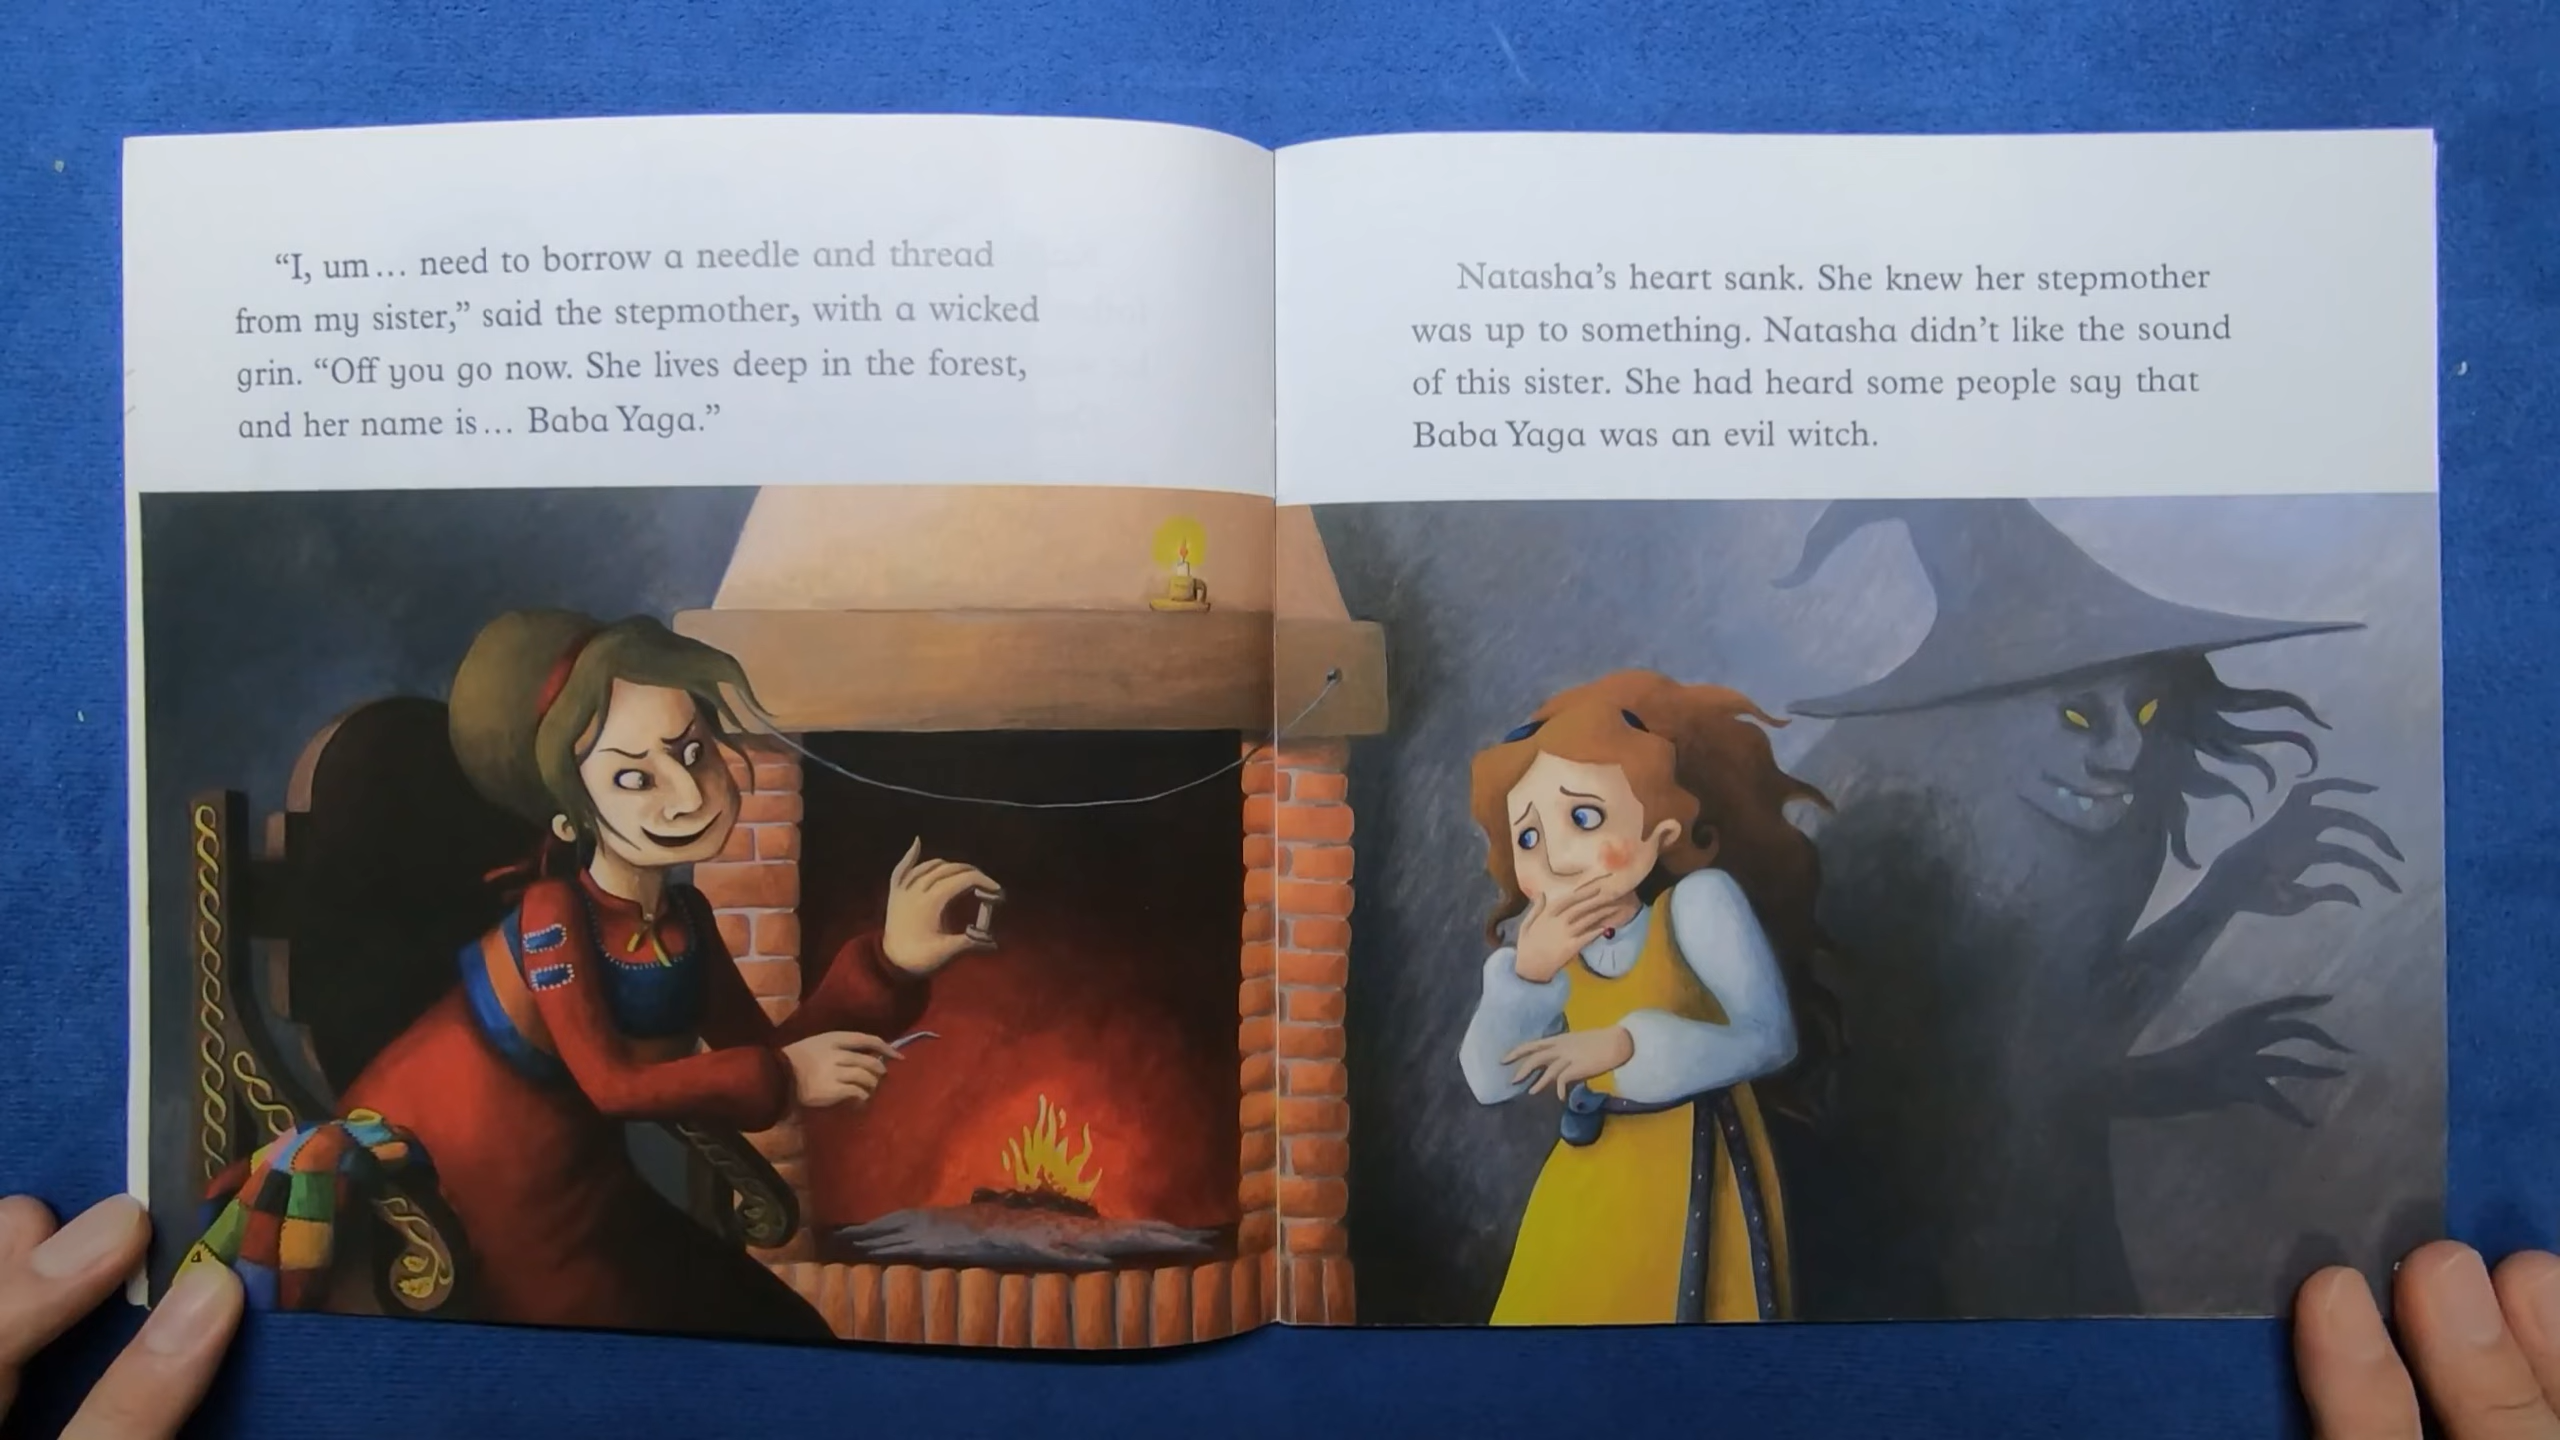 “I, um... need to borrow a needle and thread
from my sister,” said the stepmother, with a wicked
grin. “Off you go now. She lives deep in the forest,
and her name is... Baba Yaga.”
Natasha’s heart sank. She knew her stepmother
was up to something. Natasha didn’t like the sound
of this sister. She had heard some people say that
Baba Yaga was an evil witch.